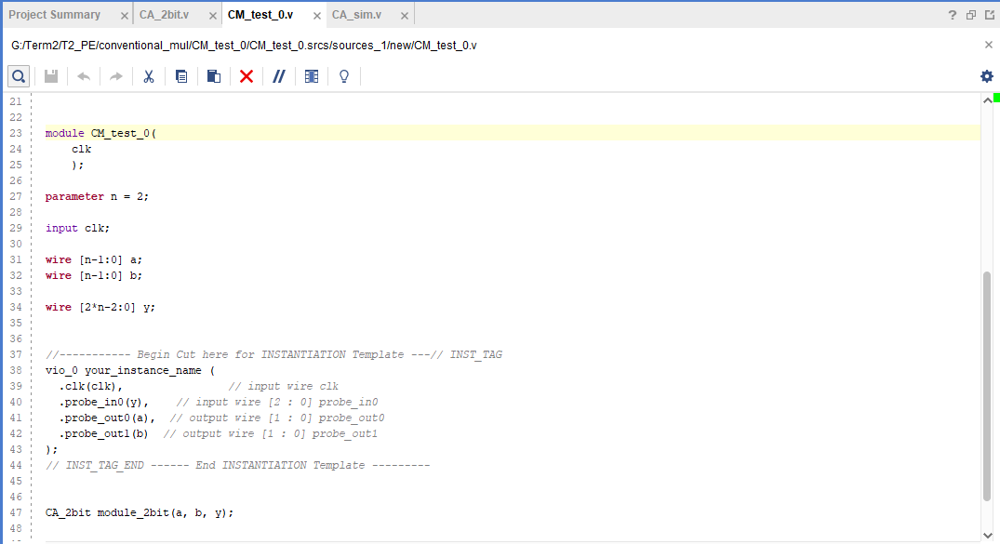 Project Summary × CA_2bit.v × CM_test_0.v × CA_sim.v ×
G:/Term2/T2_PE/conventional_mul/CM_test_0/CM_test_0.srcs/sources_1/new/CM_test_0.v
21
22
23 module CM_test_0(
24 clk
25 );
26
27 parameter n = 2;
28
29 input clk;
30
31 wire [n-1:0] a;
32 wire [n-1:0] b;
33
34 wire [2*n-2:0] y;
35
36
37 //----------- Begin Cut here for INSTANTIATION Template ---// INST_TAG
38 vio_0 your_instance_name (
39 .clk(clk), // input wire clk
40 .probe_in0(y), // input wire [2 : 0] probe_in0
41 .probe_out0(a), // output wire [1 : 0] probe_out0
42 .probe_out1(b) // output wire [1 : 0] probe_out1
43 );
44 // INST_TAG_END ------ End INSTANTIATION Template ---------
45
46
47 CA_2bit module_2bit(a, b, y);
48